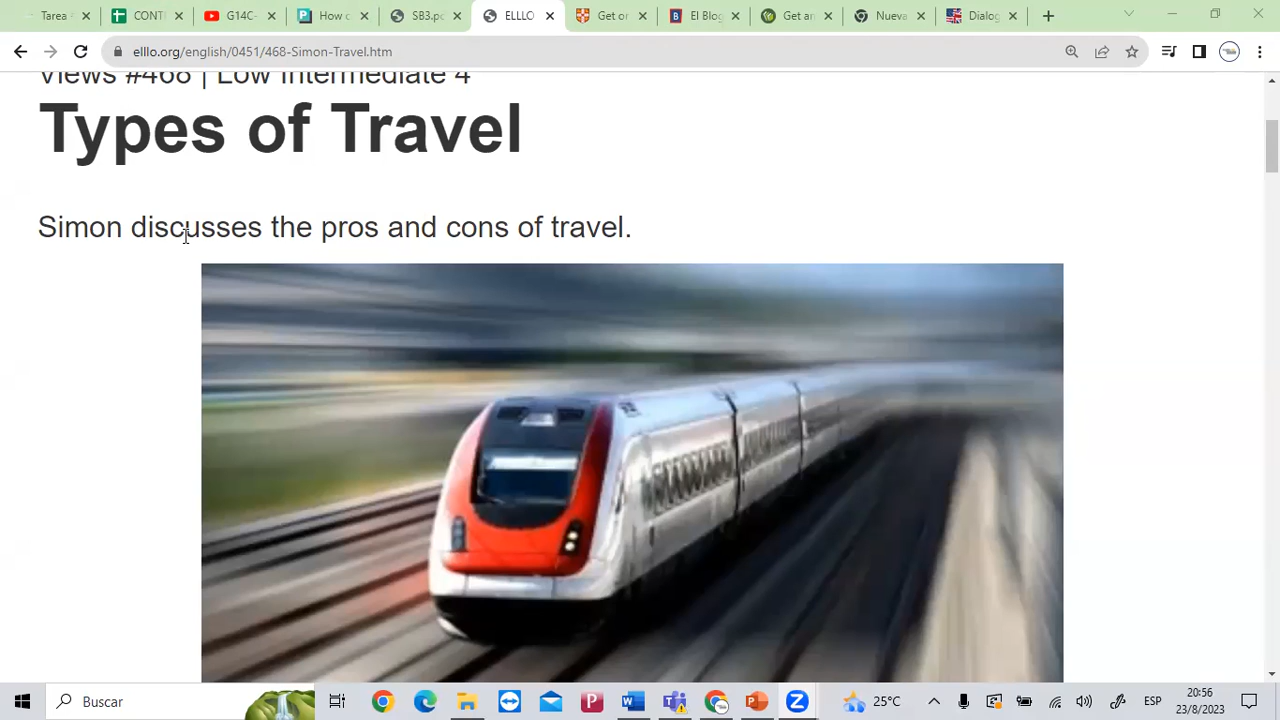 Tarea
CONT
G14C-
How c
SB3.pc
ELLLO
Get or
El Blog
Get ar
Nueva
Dialog
elllo.org/english/0451/468-Simon-Travel.htm
Views #468 | Low Intermediate 4
Types of Travel
Simon discusses the pros and cons of travel.
Buscar
25°C
ESP
20:56
23/8/2023